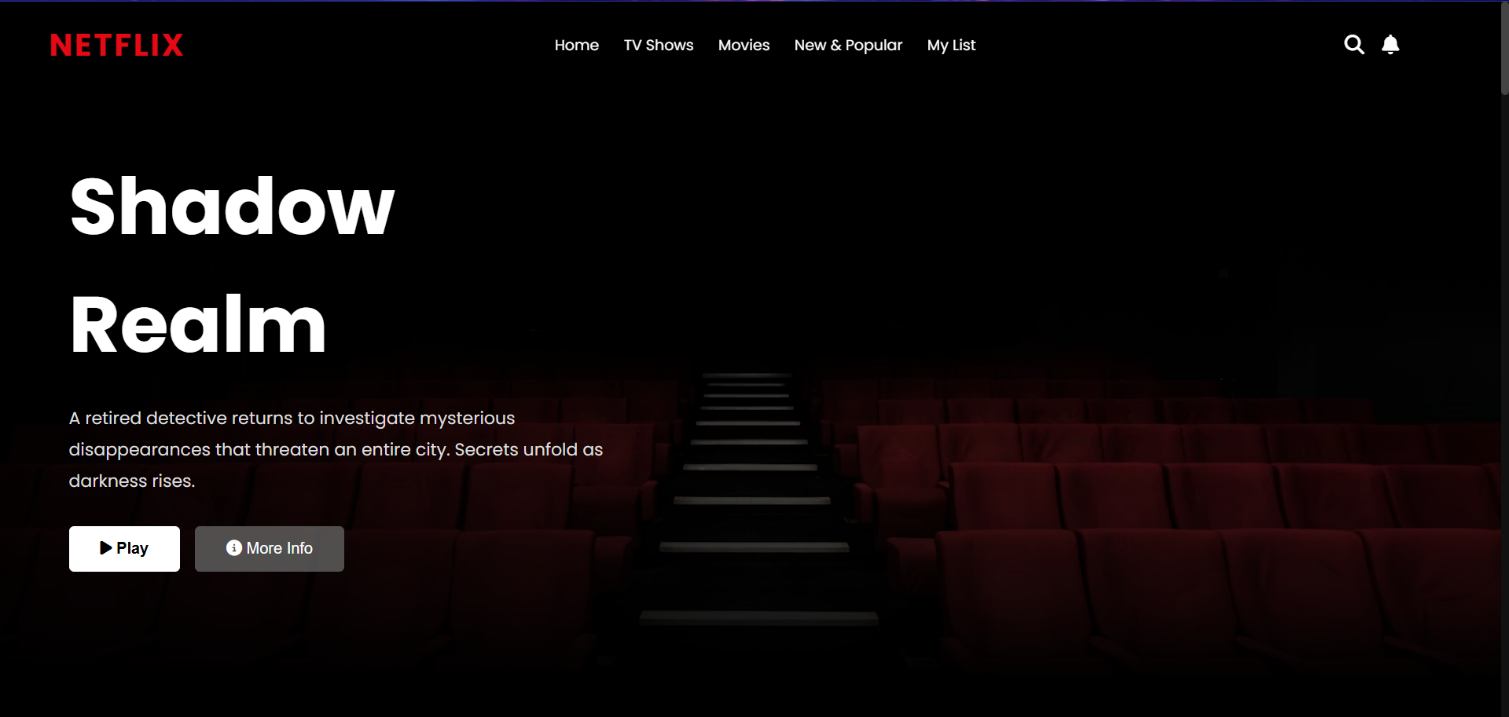 NETFLIX
Home TV Shows Movies New & Popular My List
Shadow
Realm
A retired detective returns to investigate mysterious
disappearances that threaten an entire city. Secrets unfold as
darkness rises.
Play More Info